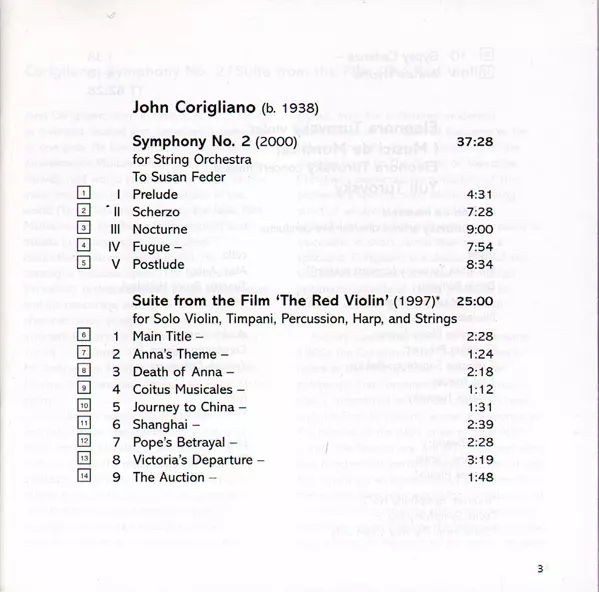 John Corigliano (b. 1938)
Symphony No. 2 (2000) 37:28
for String Orchestra
To Susan Feder
1 I Prelude 4:31
2 II Scherzo 7:28
3 III Nocturne 9:00
4 IV Fugue – 7:54
5 V Postlude 8:34
Suite from the Film ‘The Red Violin’ (1997)* 25:00
for Solo Violin, Timpani, Percussion, Harp, and Strings
6 1 Main Title – 2:28
7 2 Anna’s Theme – 1:24
8 3 Death of Anna – 2:18
9 4 Coitus Musicales – 1:12
10 5 Journey to China – 1:31
11 6 Shanghai – 2:39
12 7 Pope’s Betrayal – 2:28
13 8 Victoria’s Departure – 3:19
14 9 The Auction – 1:48
3